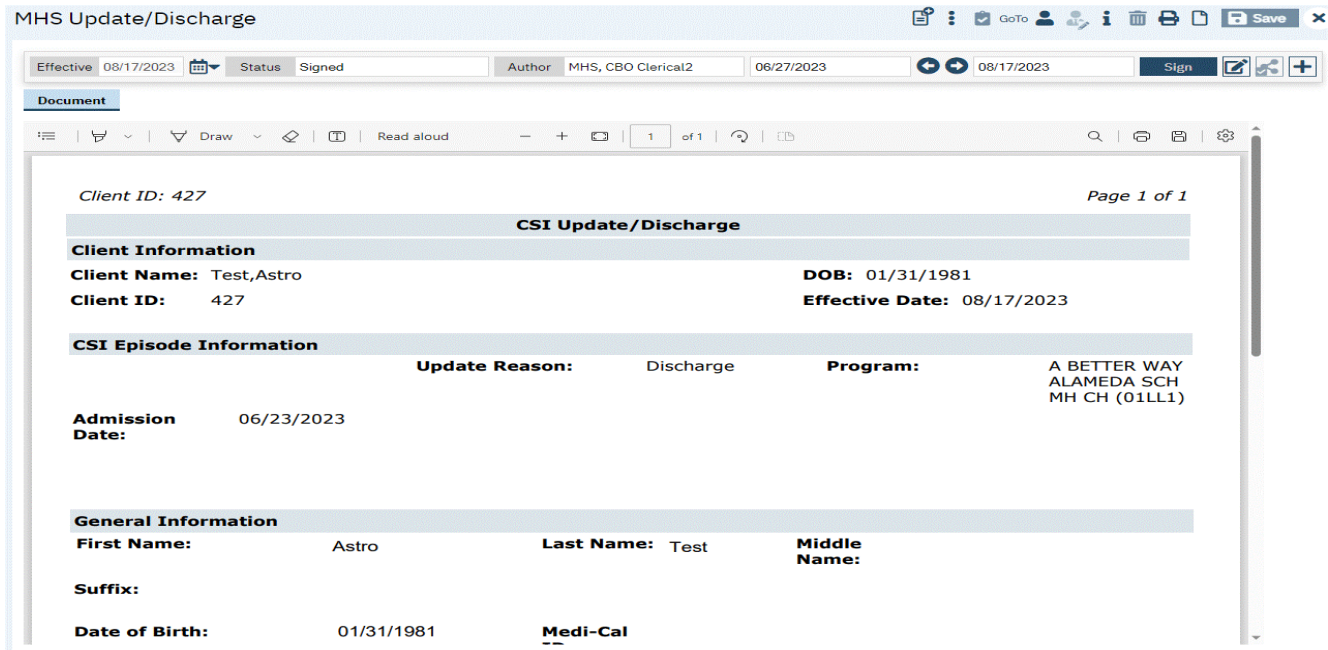 MHS Update/Discharge GoTo Save
Effective 08/17/2023 Status Signed Author MHS, CBO Clerical2 06/27/2023 08/17/2023 Sign
Document
Draw Read aloud 1 of 1
Client ID: 427 Page 1 of 1
CSI Update/Discharge
Client Information
Client Name: Test,Astro DOB: 01/31/1981
Client ID: 427 Effective Date: 08/17/2023
CSI Episode Information
Update Reason: Discharge Program: A BETTER WAY
ALAMEDA SCH
MH CH (01LL1)
Admission 06/23/2023
Date:
General Information
First Name: Astro Last Name: Test Middle
Name:
Suffix:
Date of Birth: 01/31/1981 Medi-Cal